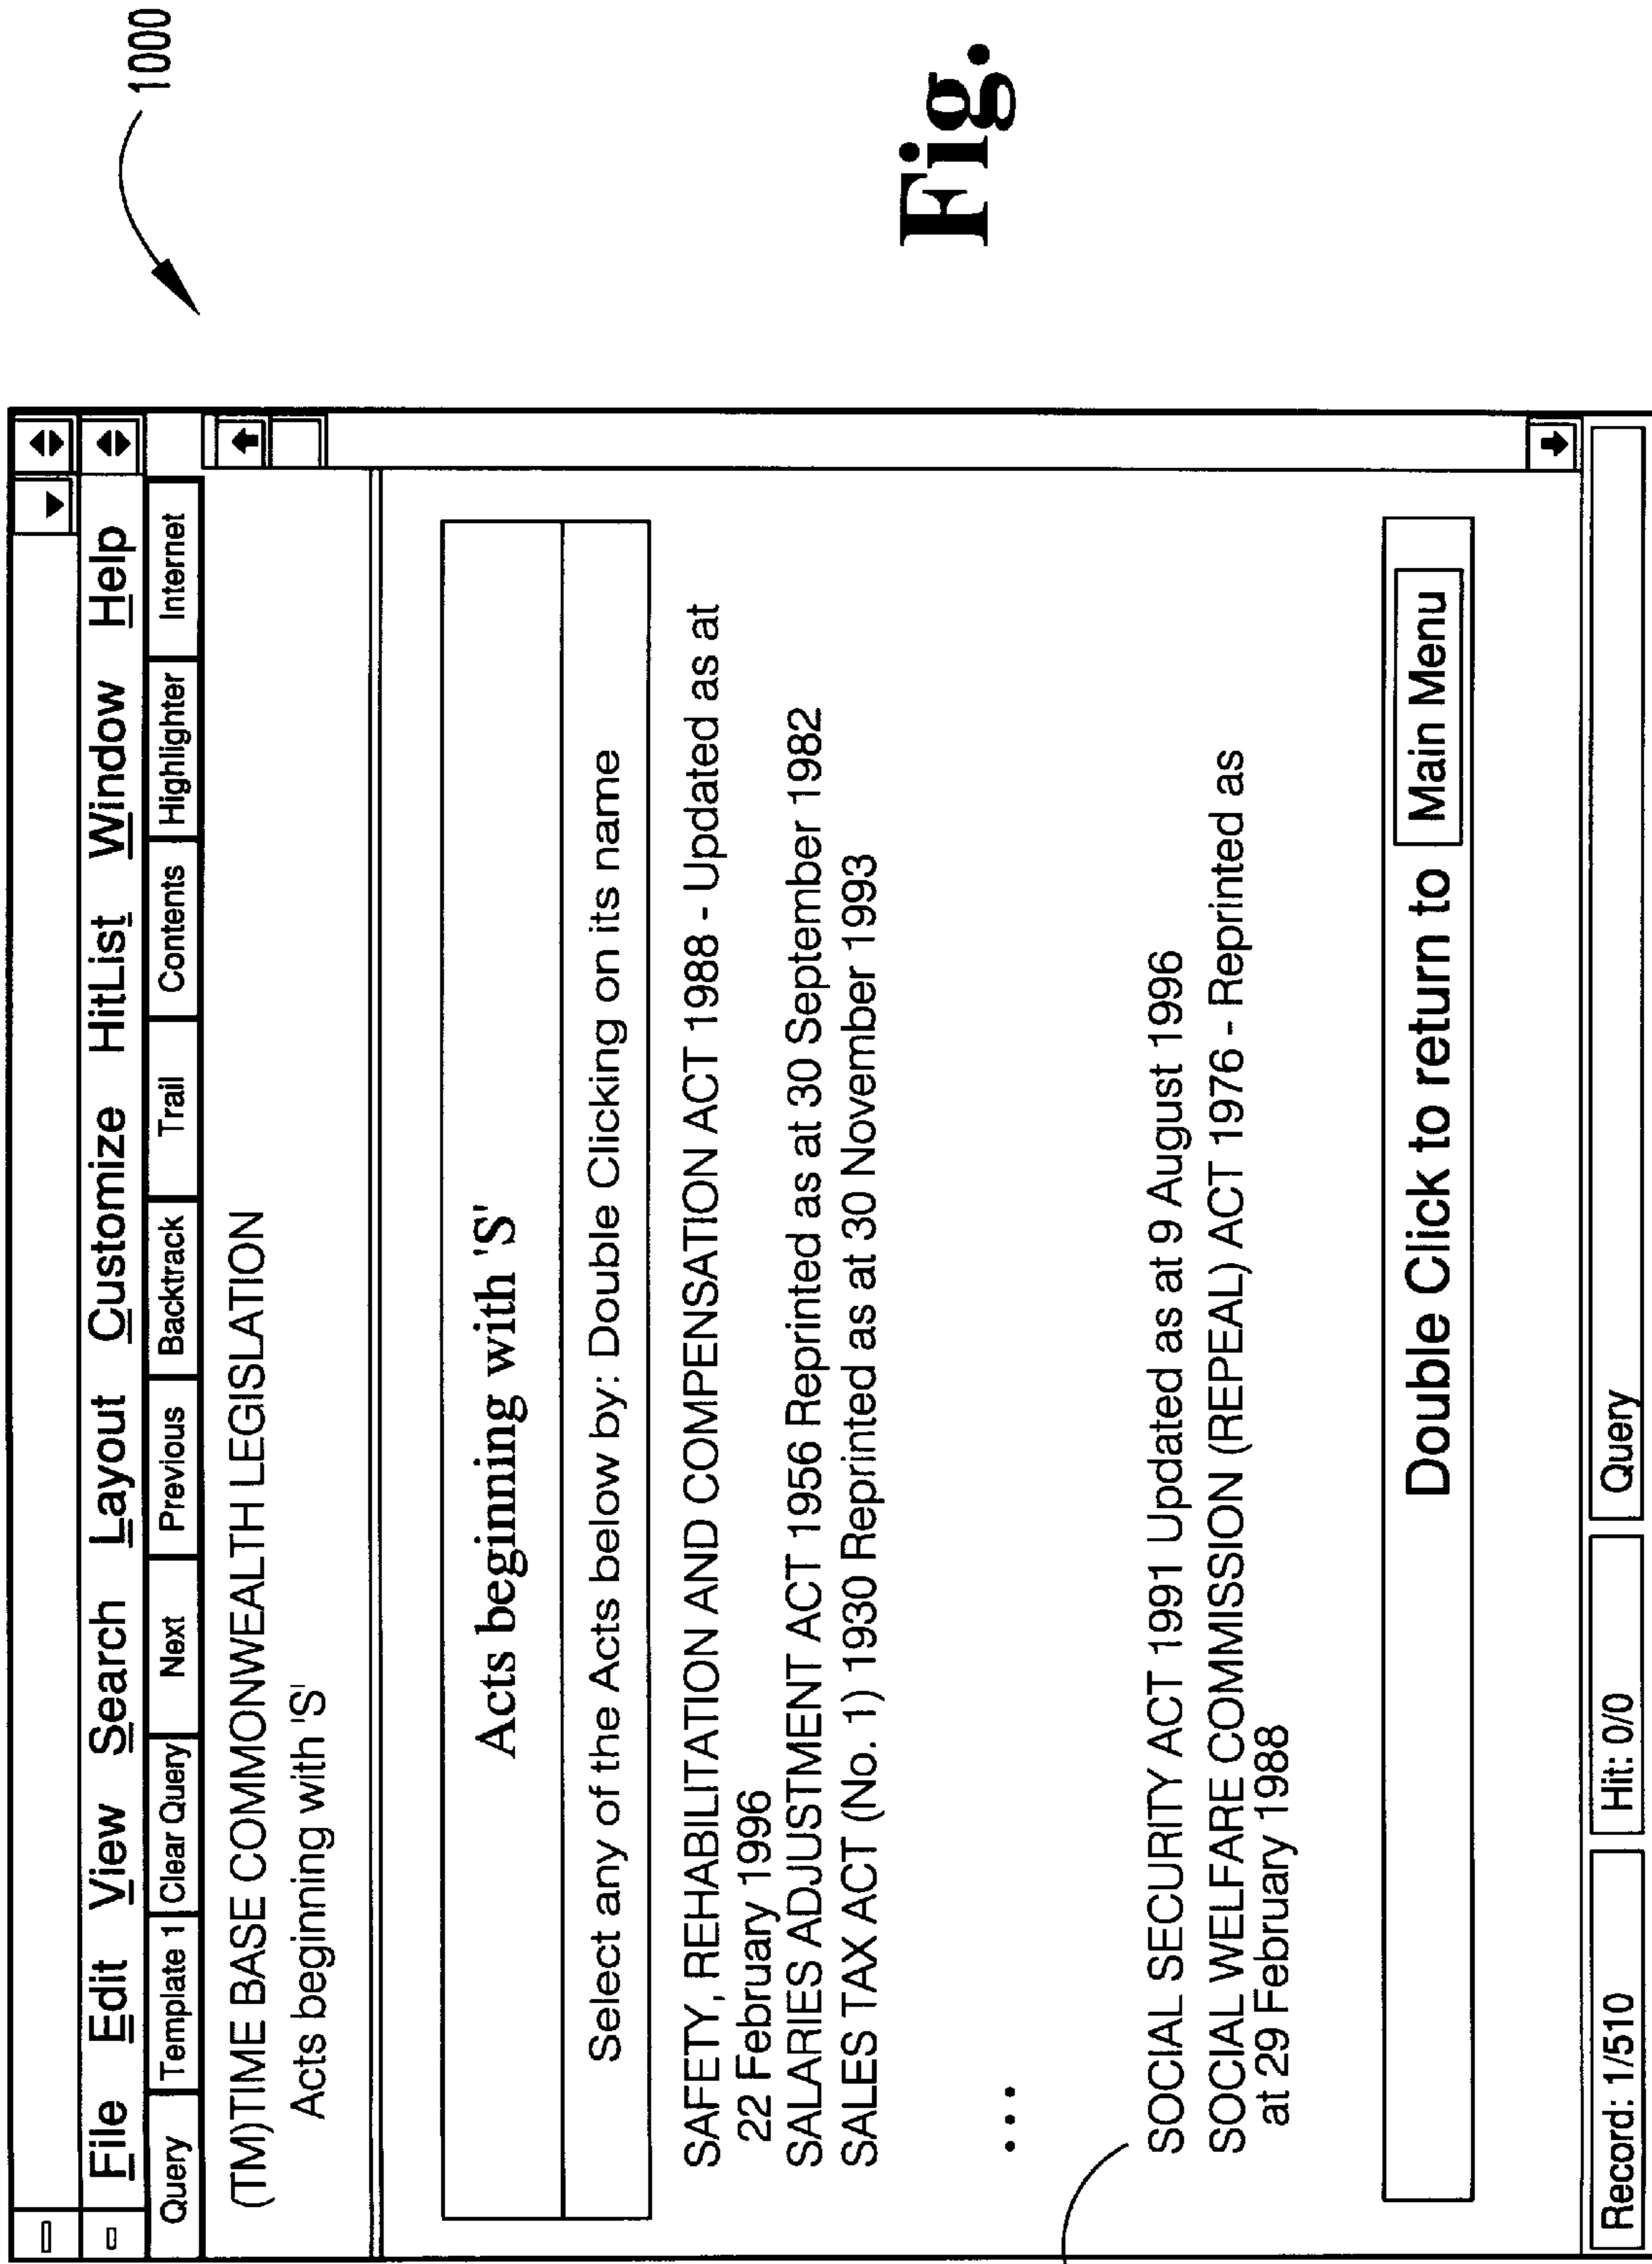 1000
File Edit View Search Layout Customize HitList Window Help
Query Template 1 Clear Query Next Previous Backtrack Trail Contents Highlighter Internet
(TM)TIME BASE COMMONWEALTH LEGISLATION
Acts beginning with 'S'
Acts beginning with 'S'
Select any of the Acts below by: Double Clicking on its name
SAFETY, REHABILITATION AND COMPENSATION ACT 1988 - Updated as at
22 February 1996
SALARIES ADJUSTMENT ACT 1956 Reprinted as at 30 September 1982
SALES TAX ACT (No. 1) 1930 Reprinted as at 30 November 1993
• • •
SOCIAL SECURITY ACT 1991 Updated as at 9 August 1996
SOCIAL WELFARE COMMISSION (REPEAL) ACT 1976 - Reprinted as
at 29 February 1988
Double Click to return to Main Menu
Record: 1/510 Hit: 0/0 Query
Fig.